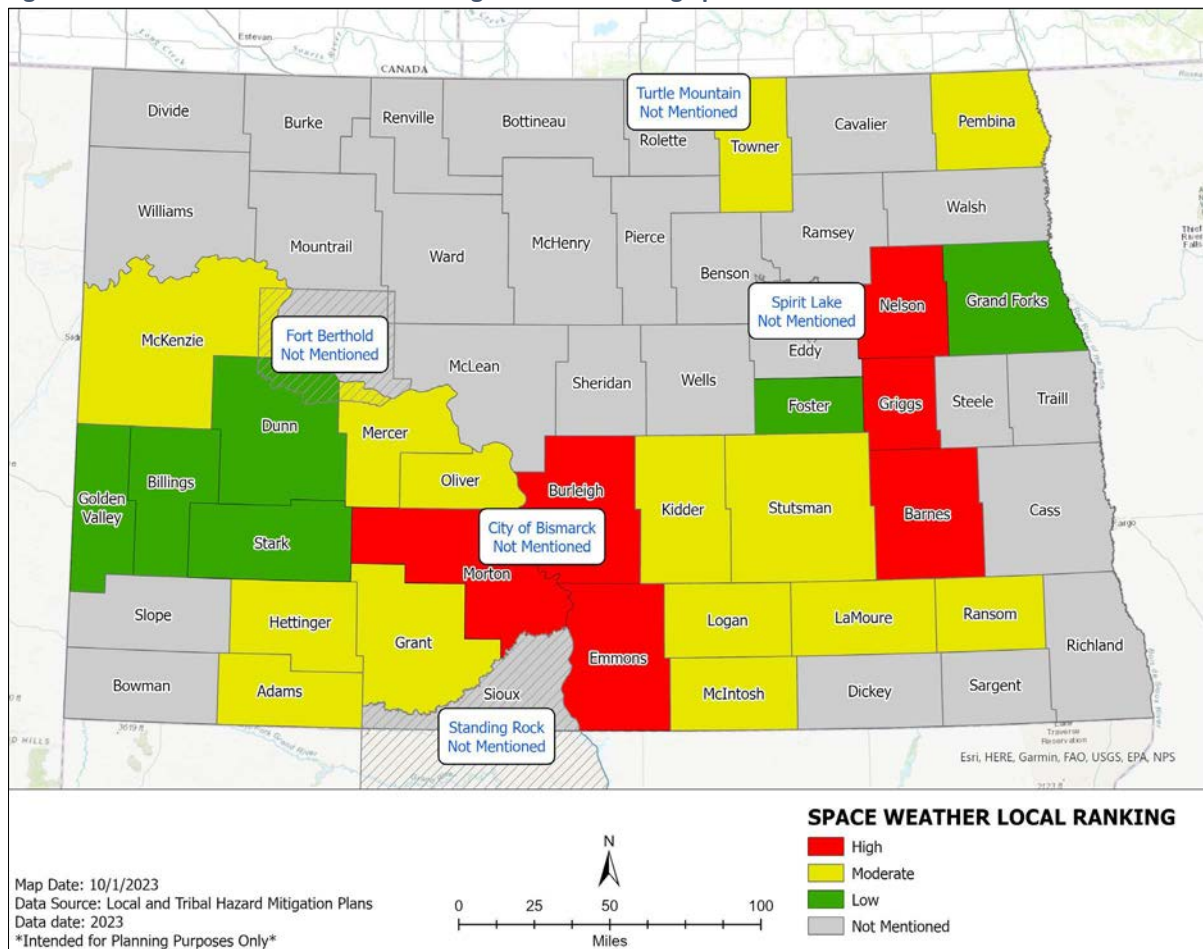 Estevan
CANADA
Divide
Burke
Renville
Bottineau
Turtle Mountain
Not Mentioned
Rolette
Towner
Cavalier
Pembina
Williams
Mountrail
Ward
McHenry
Pierce
Benson
Ramsey
Walsh
Spirit Lake
Not Mentioned
Nelson
Grand Forks
McKenzie
Fort Berthold
Not Mentioned
McLean
Sheridan
Wells
Eddy
Foster
Griggs
Steele
Traill
Dunn
Mercer
Oliver
Golden
Valley
Billings
Stark
Burleigh
Kidder
Stutsman
Barnes
Cass
City of Bismarck
Not Mentioned
Morton
Slope
Hettinger
Grant
Emmons
Logan
LaMoure
Ransom
Richland
Bowman
Adams
Sioux
McIntosh
Dickey
Sargent
Standing Rock
Not Mentioned
Traverse
Reservation
Esri, HERE, Garmin, FAO, USGS, EPA, NPS
SPACE WEATHER LOCAL RANKING
High
Moderate
Low
Not Mentioned
N
0 25 50 100
Miles
Map Date: 10/1/2023
Data Source: Local and Tribal Hazard Mitigation Plans
Data date: 2023
*Intended for Planning Purposes Only*